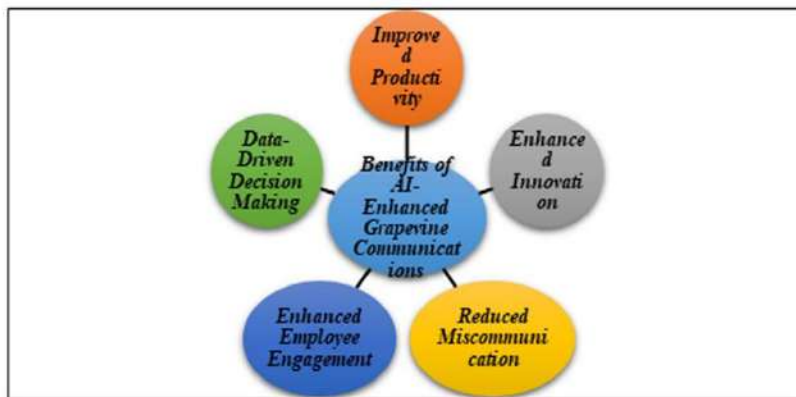 Improve
d
Producti
vity
Data-
Driven
Decision
Making
Benefits of
AI-
Enhanced
Grapevine
Communicat
ions
Enhance
d
Innovati
on
Enhanced
Employee
Engagement
Reduced
Miscommuni
cation